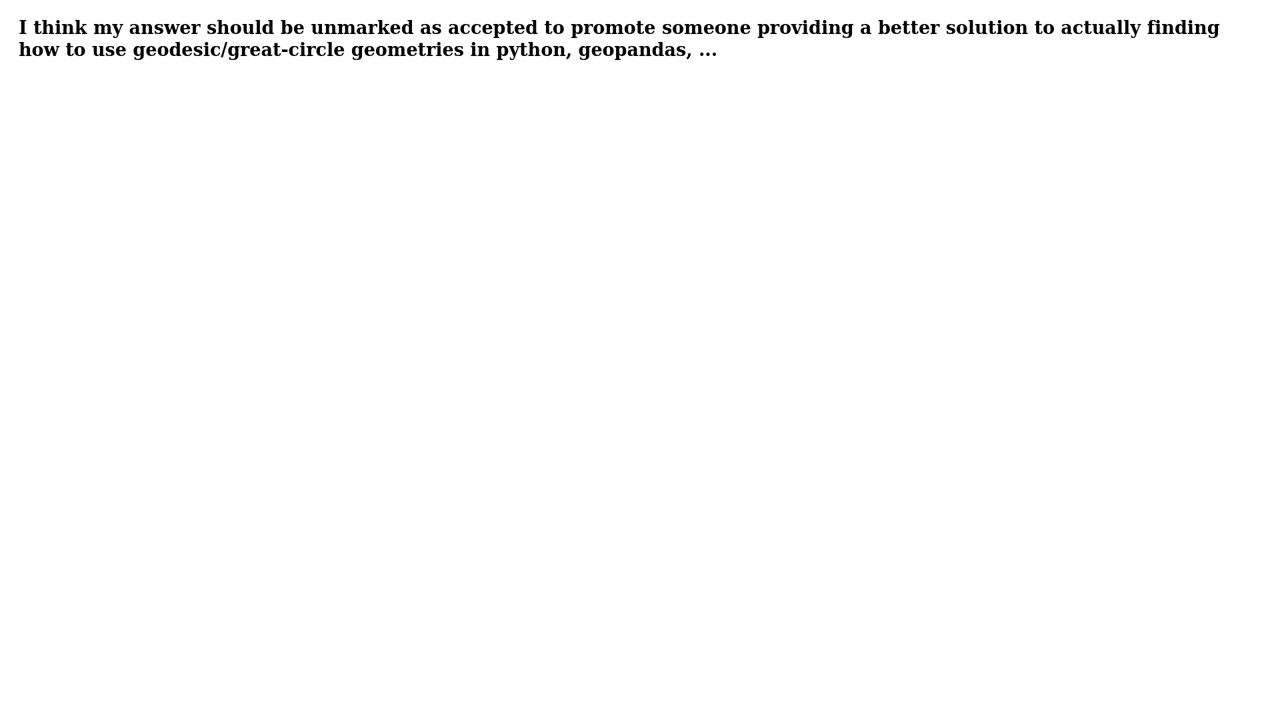 I think my answer should be unmarked as accepted to promote someone providing a better solution to actually finding
how to use geodesic/great-circle geometries in python, geopandas, ...